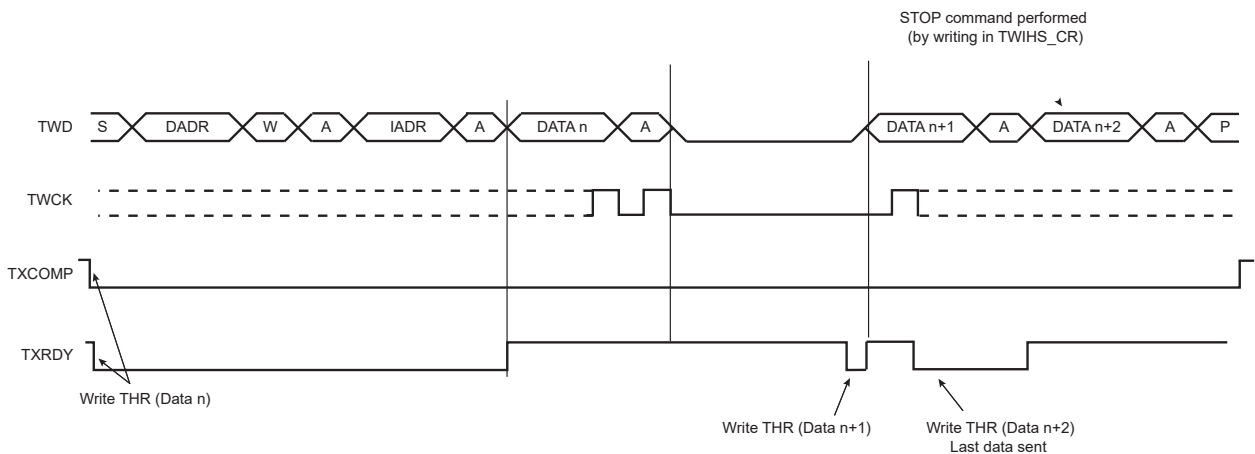 STOP command performed
(by writing in TWIHS_CR)
TWD S DADR W A IADR A DATA n A DATA n+1 A DATA n+2 A P
TWCK
TXCOMP
TXRDY
Write THR (Data n)
Write THR (Data n+1)
Write THR (Data n+2)
Last data sent